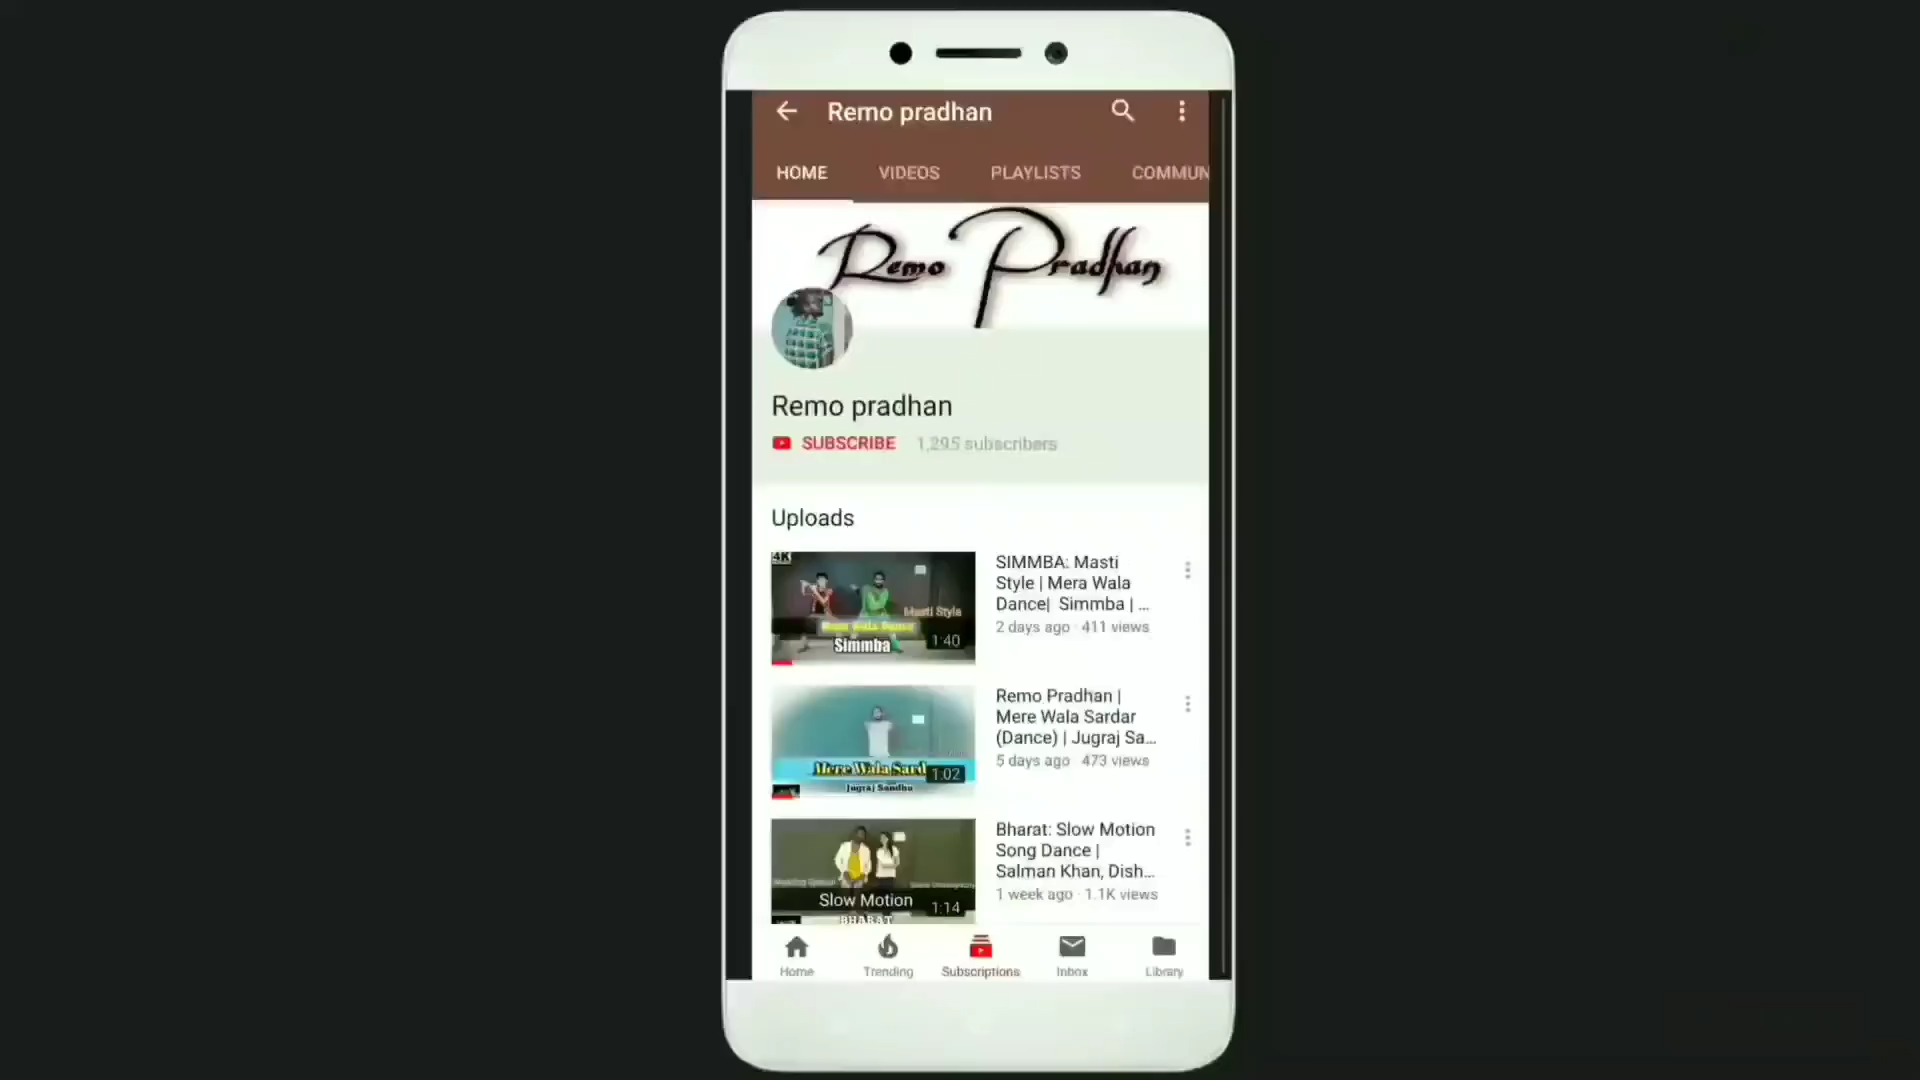 Remo pradhan
HOME VIDEOS PLAYLISTS COMMUN
Remo Pradhan
Remo pradhan
SUBSCRIBE 1,295 subscribers
Uploads
4K
Masti Style
Mera Wala Dance
Simmba
1:40
SIMMBA: Masti
Style | Mera Wala
Dance| Simmba | ...
2 days ago · 411 views
Mere Wala Sard
1:02
Jugraj Sandhu
Remo Pradhan |
Mere Wala Sardar
(Dance) | Jugraj Sa...
5 days ago · 473 views
Slow Motion
1:14
BHARAT
Bharat: Slow Motion
Song Dance |
Salman Khan, Dish...
1 week ago · 1.1K views
Home Trending Subscriptions Inbox Library